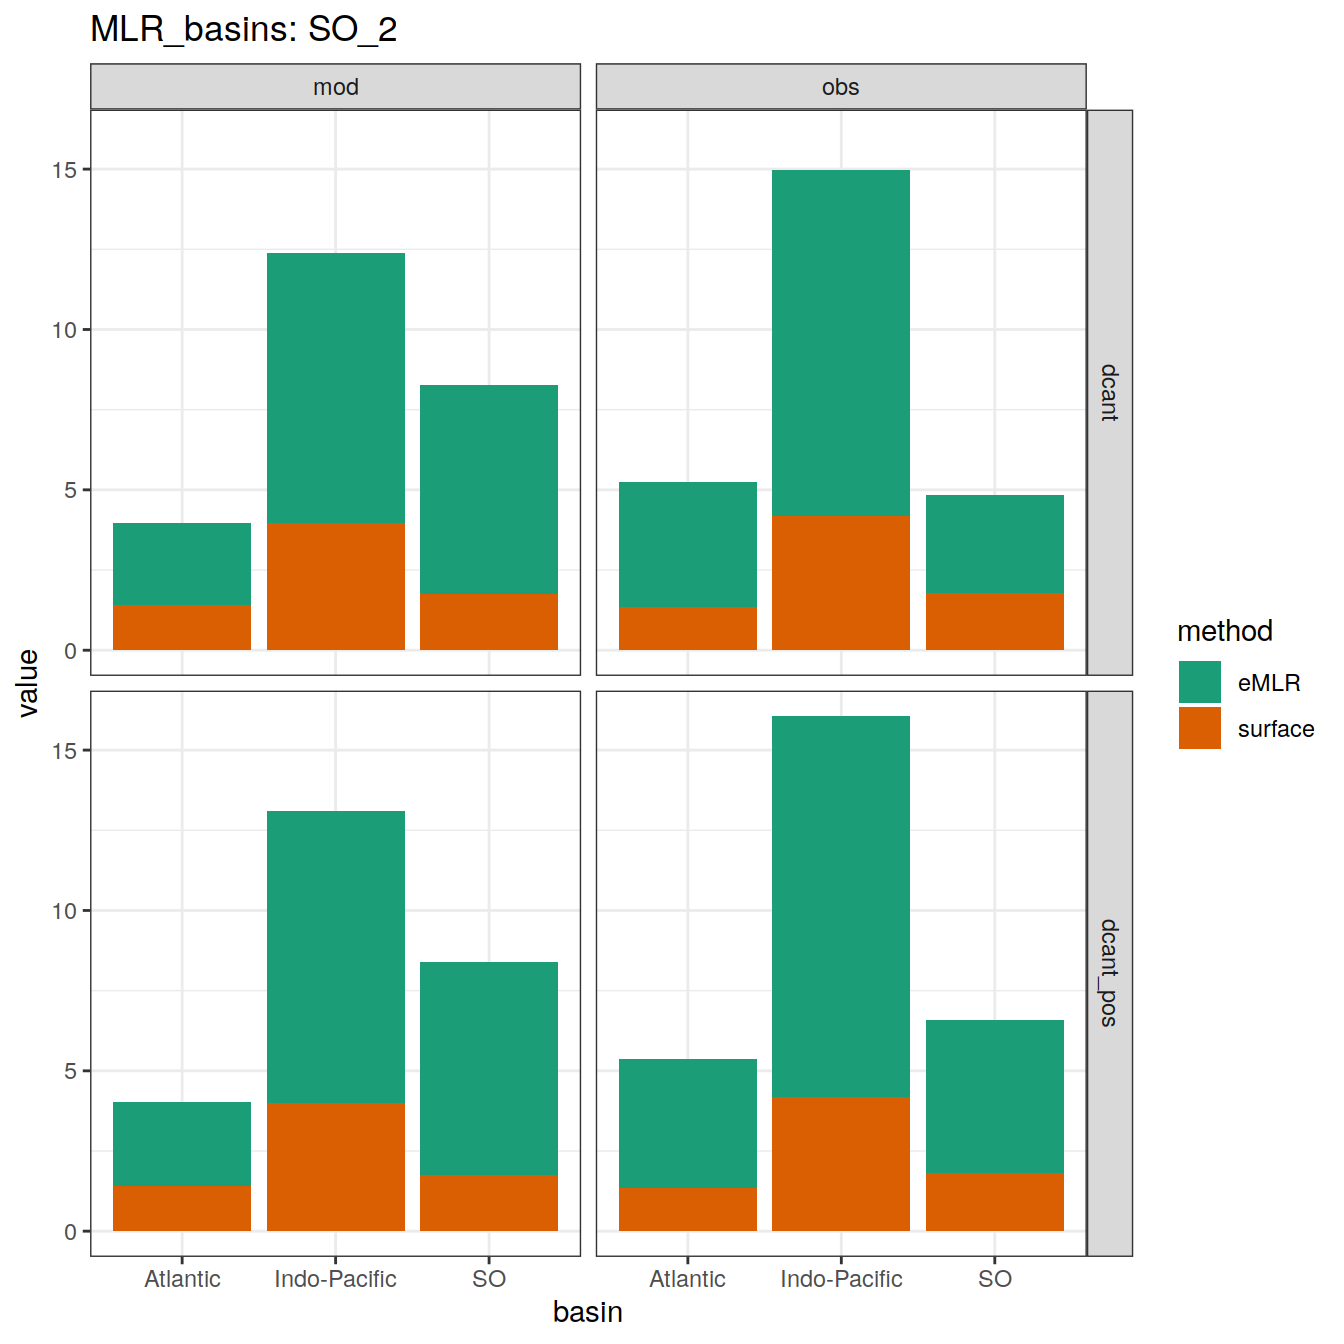 MLR_basins: SO_2
mod
obs
15
10
5
0
dcant
15
10
5
0
dcant_pos
value
Atlantic
Indo-Pacific
SO
Atlantic
Indo-Pacific
SO
basin
method
eMLR
surface